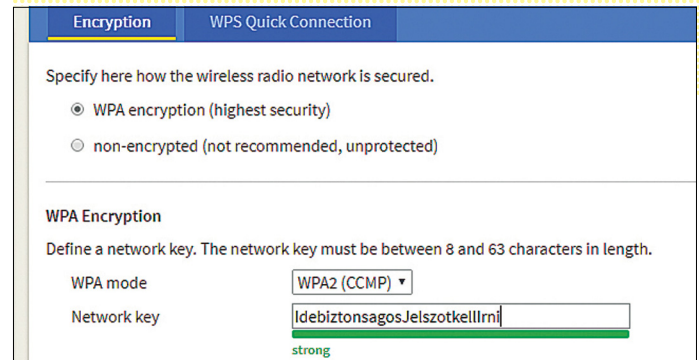 Encryption WPS Quick Connection
Specify here how the wireless radio network is secured.
WPA encryption (highest security)
non-encrypted (not recommended, unprotected)
WPA Encryption
Define a network key. The network key must be between 8 and 63 characters in length.
WPA mode WPA2 (CCMP)
Network key IdebiztonsagosJelszotkellIrni
strong